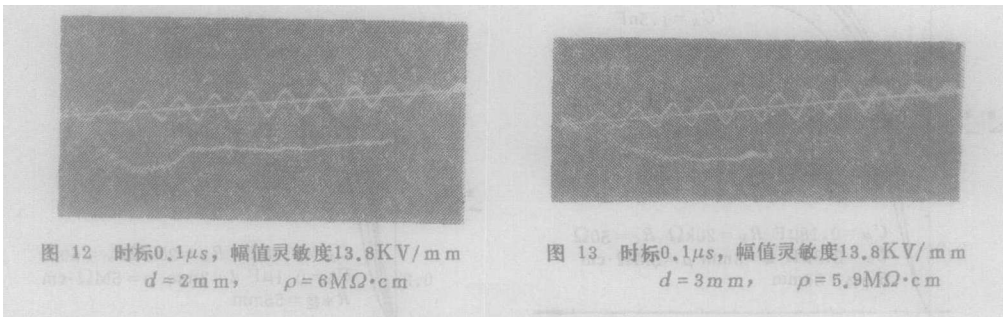 图 12 时标0.1μs，幅值灵敏度13.8KV/mm
d=2mm， ρ=6MΩ·cm
图 13 时标0.1μs，幅值灵敏度13.8KV/mm
d=3mm， ρ=5.9MΩ·cm